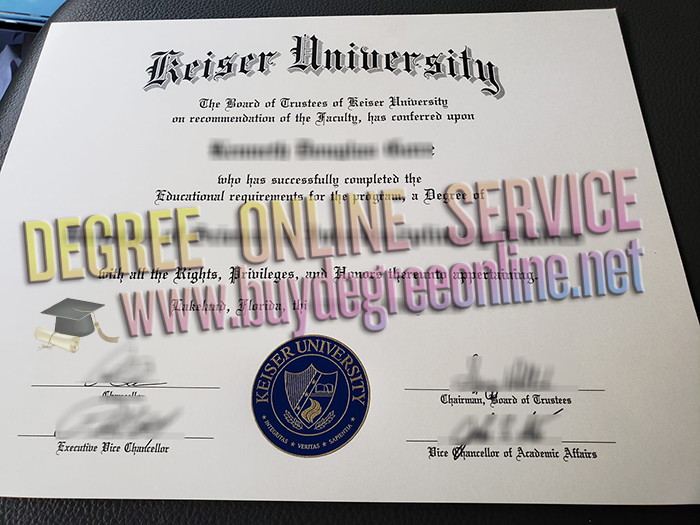 Keiser University
The Board of Trustees of Keiser University
on recommendation of the Faculty, has conferred upon
who has successfully completed the
Educational requirements for the program, a Degree of
DEGREE ONLINE SERVICE
with all the Rights, Privileges, and Honors thereunto appertaining.
www.buydegreeonline.net
Lakeland, Florida,
KEISER UNIVERSITY
INTEGRITAS ★ VERITAS ★ SAPIENTIA
Chancellor
Chairman, Board of Trustees
Executive Vice Chancellor
Vice Chancellor of Academic Affairs